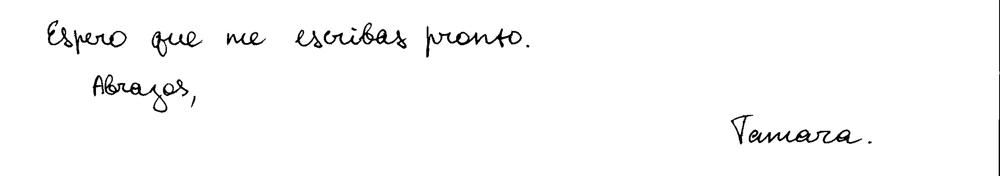 Espero que me escribas pronto.
Abrazos,
Tamara.